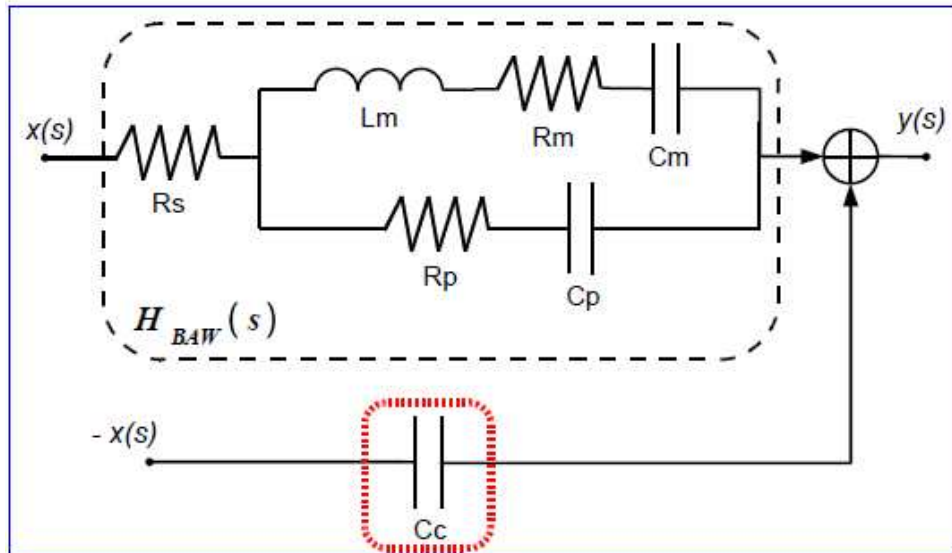 x(s)
Rs
Lm
Rm
Cm
Rp
Cp
H BAW (s)
y(s)
- x(s)
Cc